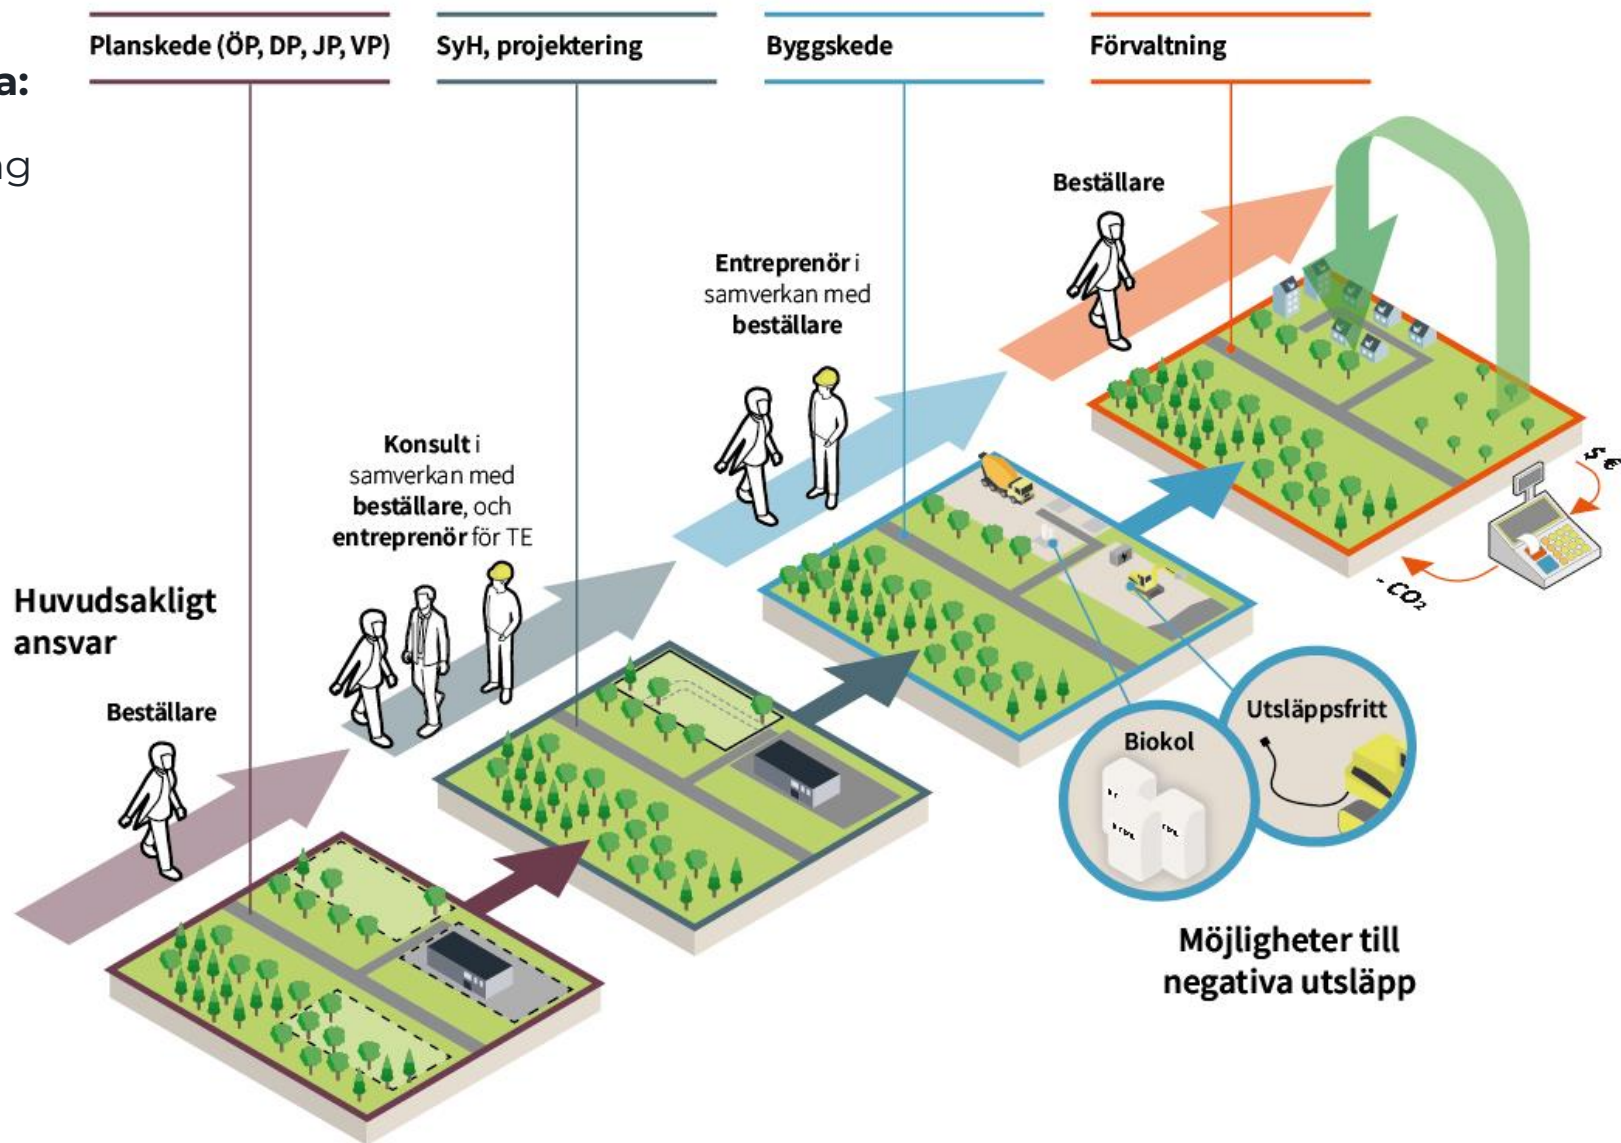 Planskede (ÖP, DP, JP, VP)
SyH, projektering
Byggskede
Förvaltning
a:
ng
Beställare
Entreprenör i
samverkan med
beställare
Konsult i
samverkan med
beställare, och
entreprenör för TE
Huvudsakligt
ansvar
Beställare
$ €
- CO₂
Biokol
Utsläppsfritt
Möjligheter till
negativa utsläpp